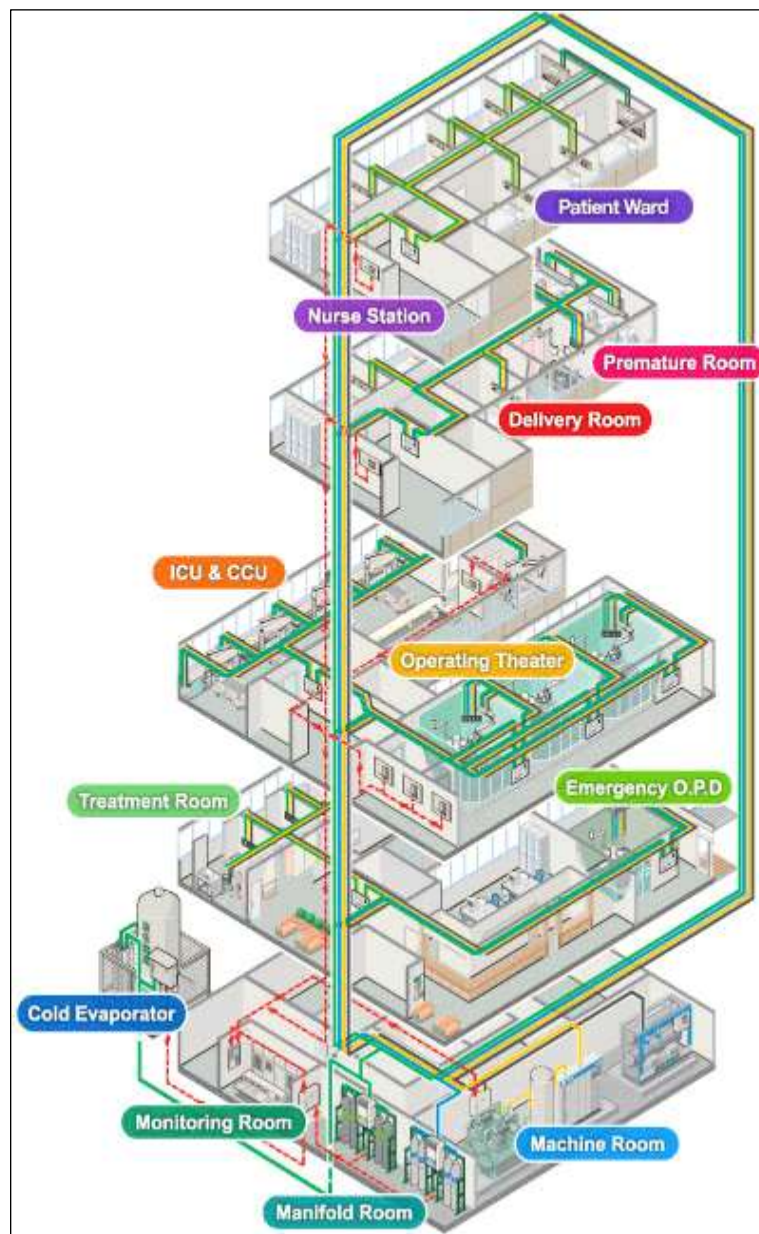 Patient Ward
Nurse Station
Premature Room
Delivery Room
ICU & CCU
Operating Theater
Emergency O.P.D
Treatment Room
Cold Evaporator
Monitoring Room
Machine Room
Manifold Room